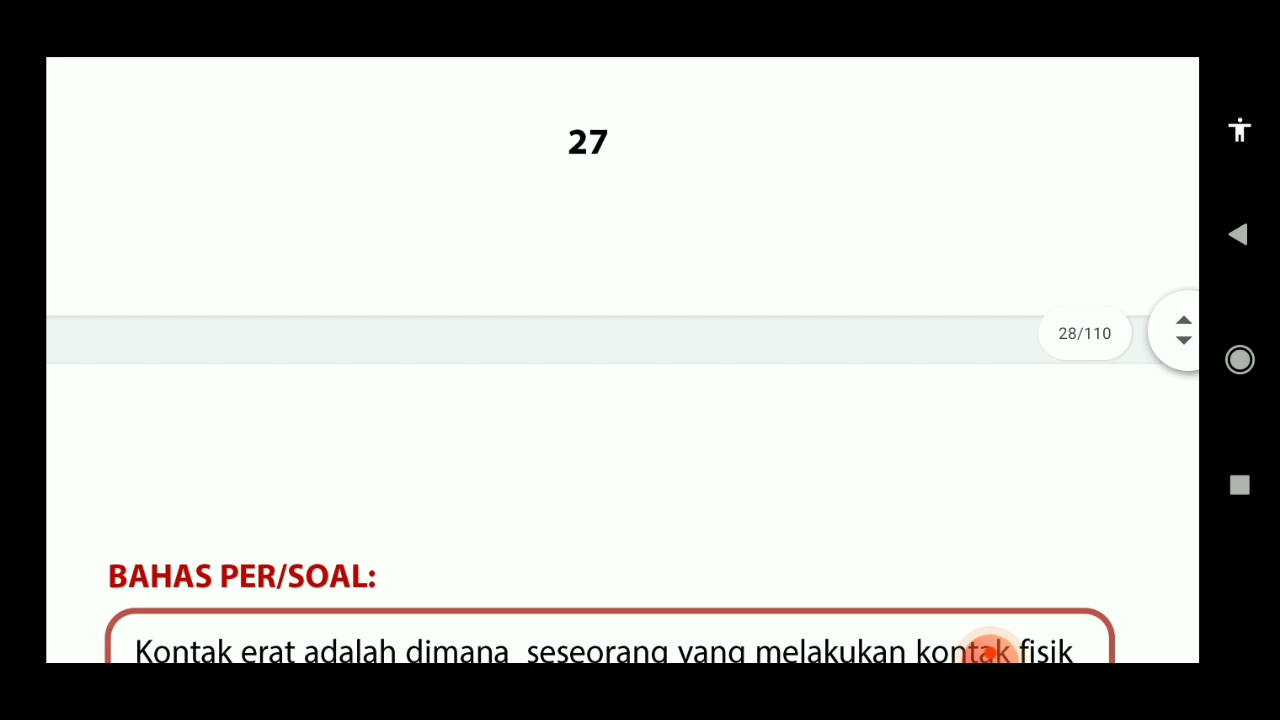 27
28/110
BAHAS PER/SOAL:
Kontak erat adalah dimana seseorang yang melakukan kontak fisik